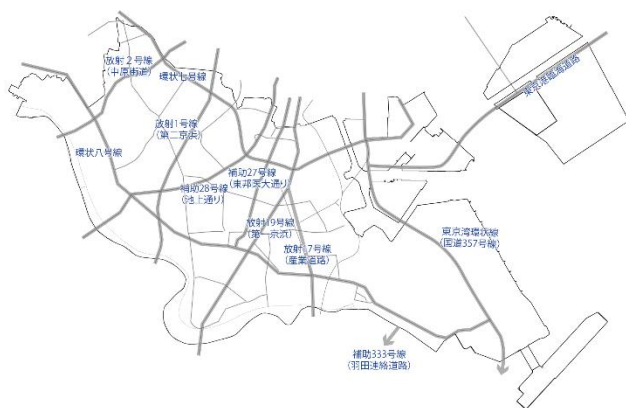 放射2号線
(中原街道)
環状七号線
東京港臨海道路
放射1号線
(第二京浜)
環状八号線
補助27号線
(東邦医大通り)
補助28号線
(池上通り)
放射19号線
(第一京浜)
東京湾環状線
(国道357号線)
放射17号線
(産業道路)
補助333号線
(羽田連絡道路)